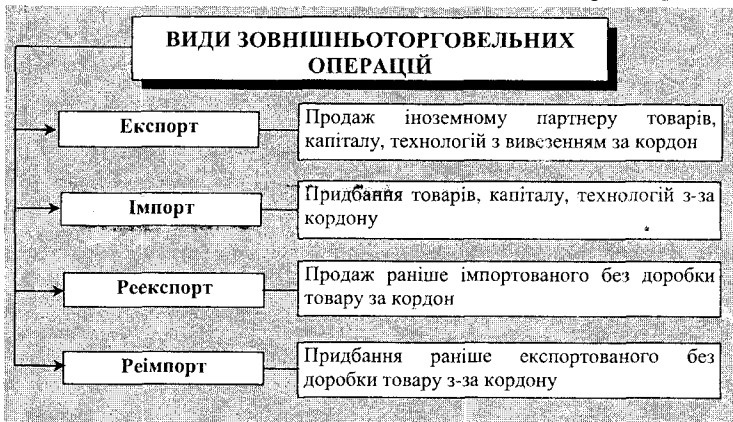 ВИДИ ЗОВНІШНЬОТОРГОВЕЛЬНИХ
ОПЕРАЦІЙ
Експорт
Продаж іноземному партнеру товарів,
капіталу, технологій з вивезенням за кордон
Імпорт
Придбання товарів, капіталу, технологій з-за
кордону
Реекспорт
Продаж раніше імпортованого без доробки
товару за кордон
Реімпорт
Придбання раніше експортованого без
доробки товару з-за кордону